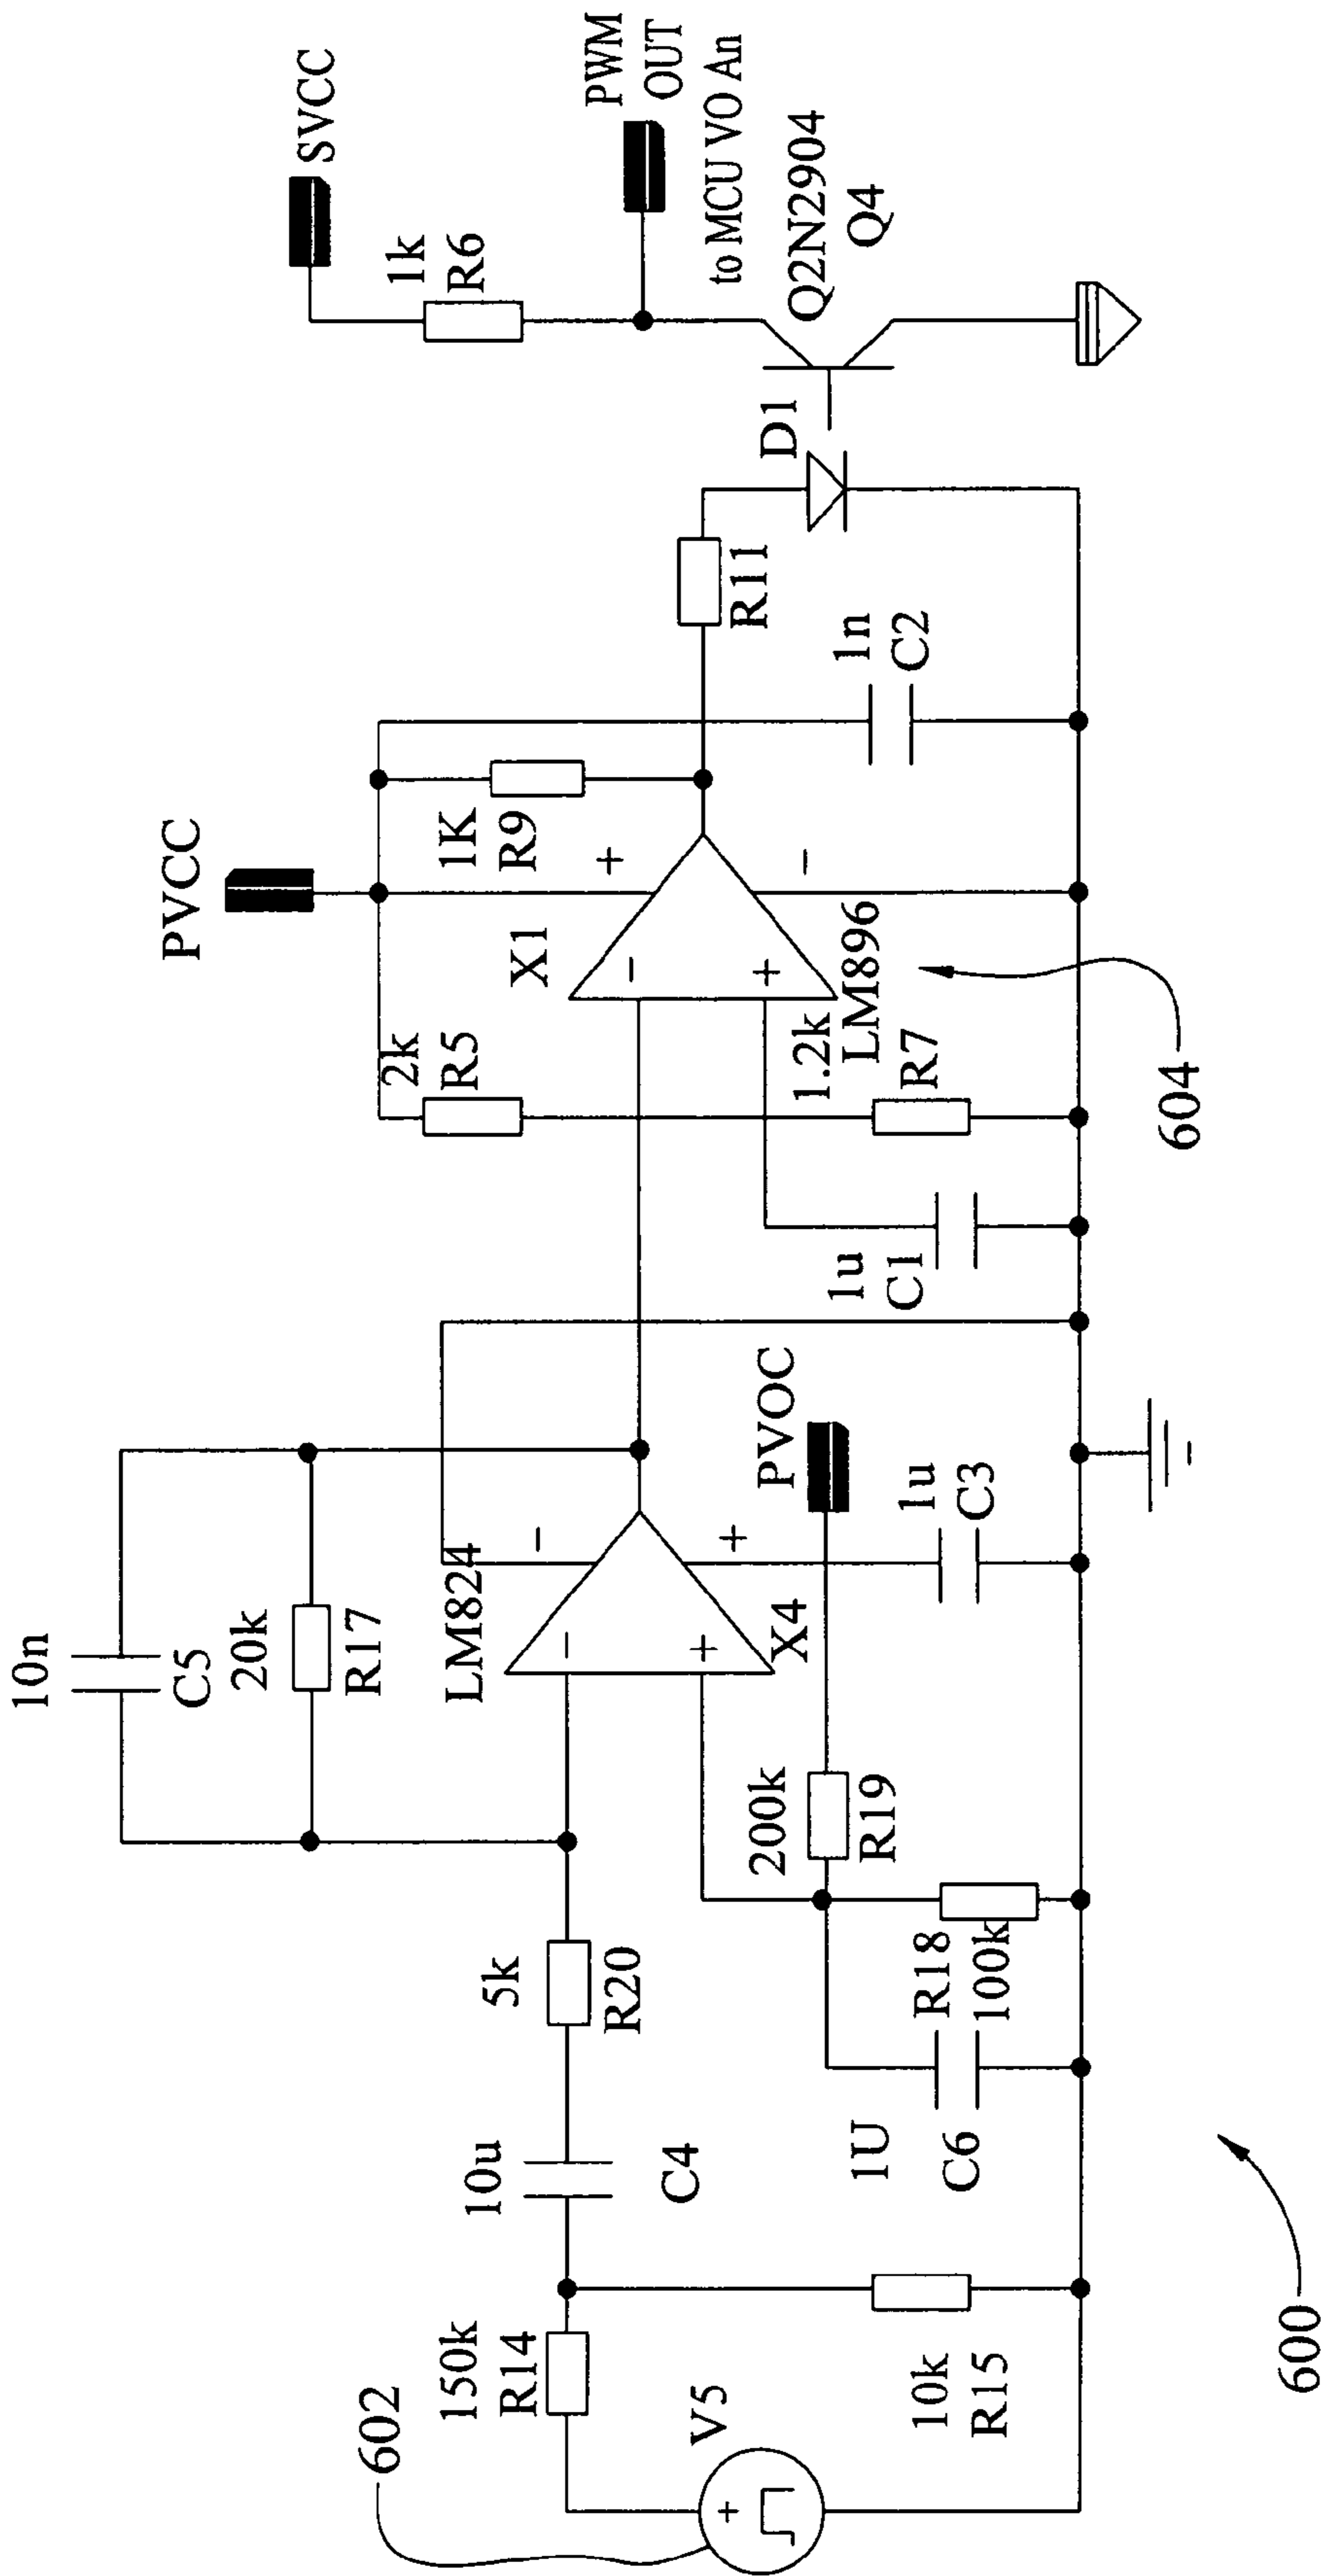 10n
C5
20k
R17
LM824
X4
602
150k
R14
V5
10k
R15
10u
C4
5k
R20
1U
C6
R18
100k
200k
R19
PVOC
1u
C3
1u
C1
PVCC
2k
R5
X1
1K
R9
1.2k
LM896
R7
604
1n
C2
R11
D1
SVCC
1k
R6
PWM
OUT
to MCU VO An
Q2N2904
Q4
600
+
-
+
-
+
-
+
-
+